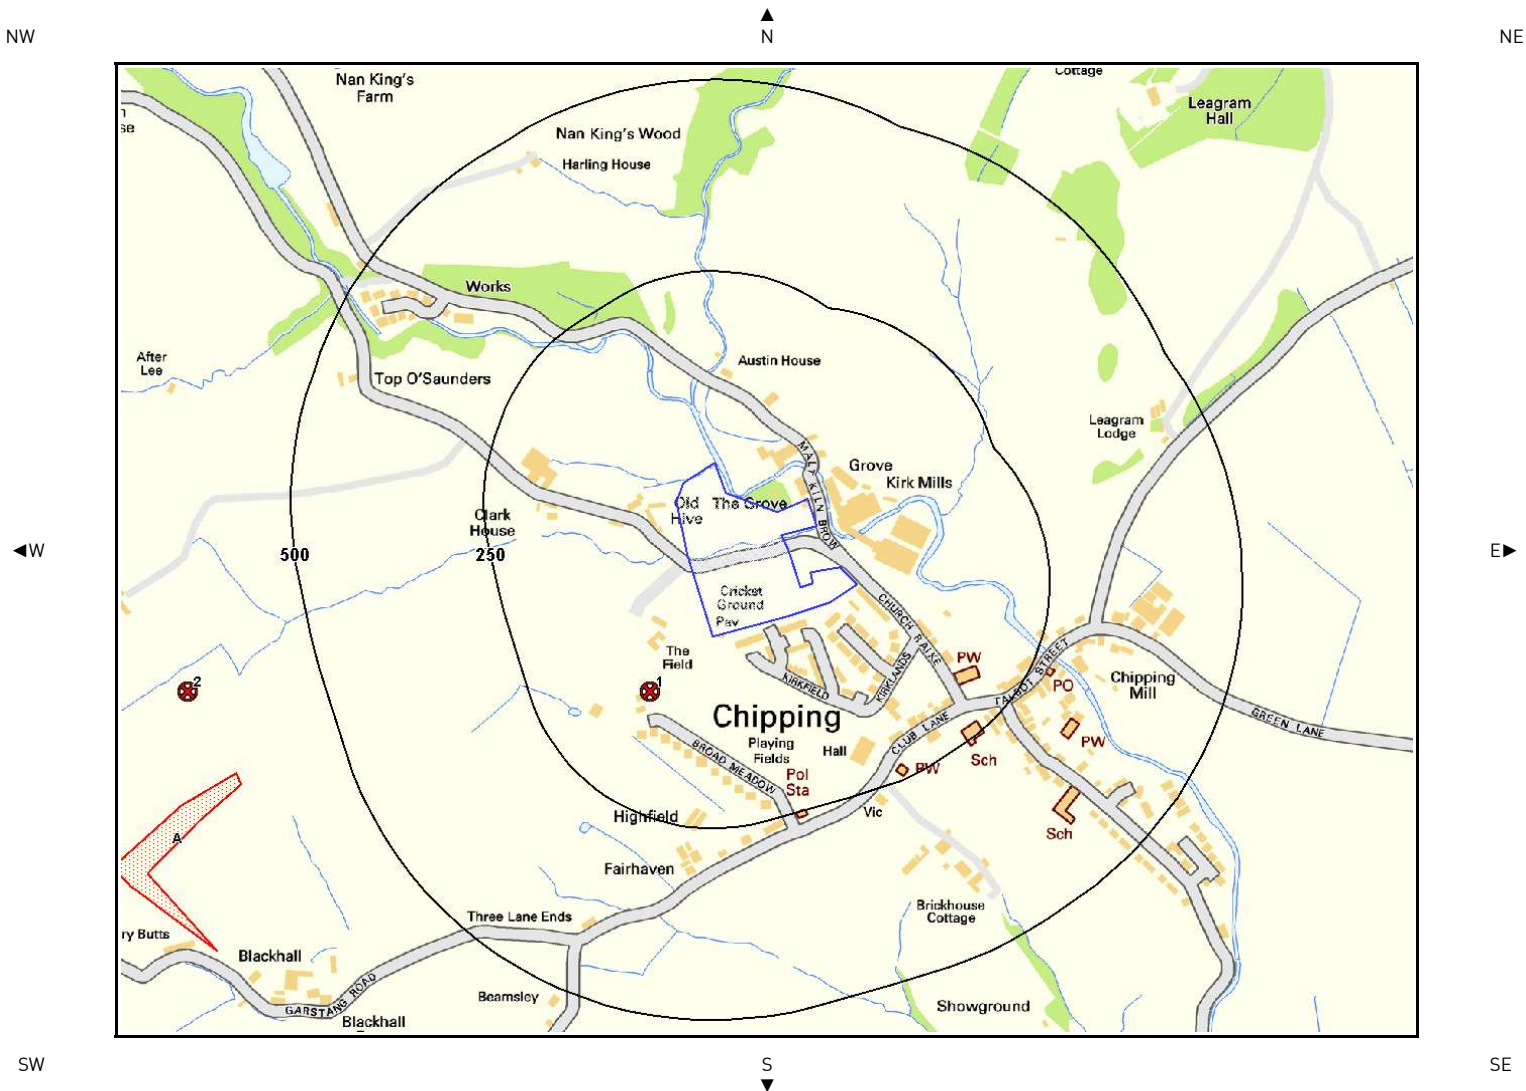 NW
N
NE
Nan King's
Farm
Cottage
Leagram
Hall
se
Nan King's Wood
Harling House
Works
After
Lee
Austin House
Top O'Saunders
Leagram
Lodge
MALT KILN BROW
Grove
Kirk Mills
Old
Hive
The Grove
Clark
House
W
500
250
E
Cricket
Ground
Pav
CHURCH RAIKE
The
Field
PW
TALBOT STREET
KIRKFIELD
KIRKLANDS
PO
Chipping
Mill
2
1
Chipping
GREEN LANE
CLUB LANE
Playing
Fields
Hall
BROAD MEADOW
PW
Sch
PW
Pol
Sta
Highfield
Vic
Sch
A
Fairhaven
Brickhouse
Cottage
Three Lane Ends
ry Butts
Blackhall
Beamsley
GARSTANG ROAD
Showground
Blackhall
SW
S
SE